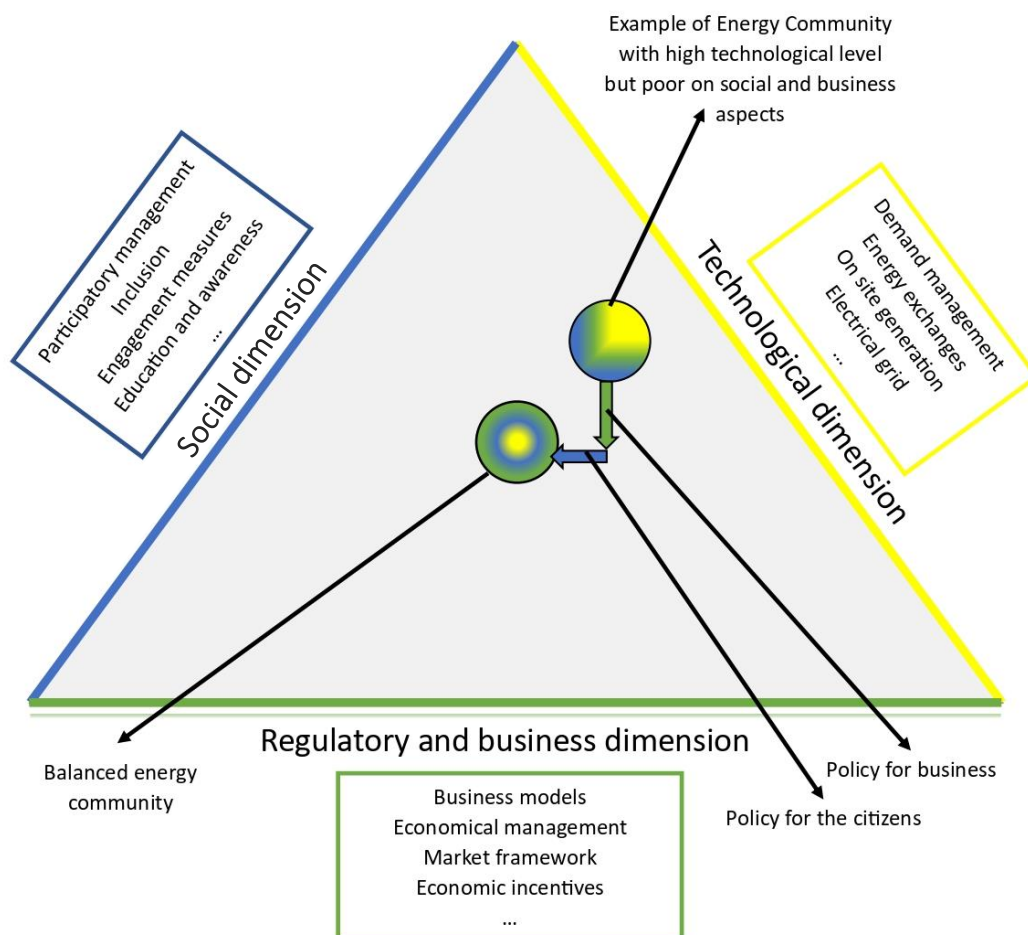 Example of Energy Community
with high technological level
but poor on social and business
aspects
Participatory management
Inclusion
Engagement measures
Education and awareness
...
Social dimension
Demand management
Energy exchanges
On site generation
Electrical grid
...
Technological dimension
Regulatory and business dimension
Balanced energy
community
Business models
Economical management
Market framework
Economic incentives
...
Policy for business
Policy for the citizens